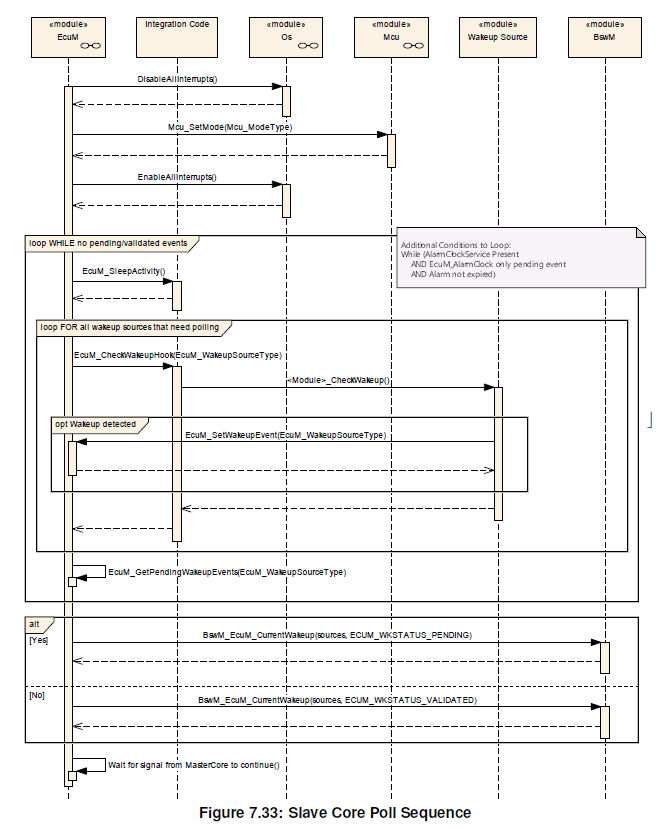 «module»
EcuM
Integration Code
«module»
Os
«module»
Mcu
«module»
Wakeup Source
«module»
BswM
DisableAllInterrupts()
Mcu_SetMode(Mcu_ModeType)
EnableAllInterrupts()
loop WHILE no pending/validated events
Additional Conditions to Loop:
While (AlarmClockService Present
AND EcuM_AlarmClock only pending event
AND Alarm not expired)
EcuM_SleepActivity()
loop FOR all wakeup sources that need polling
EcuM_CheckWakeupHook(EcuM_WakeupSourceType)
<Module>_CheckWakeup()
opt Wakeup detected
EcuM_SetWakeupEvent(EcuM_WakeupSourceType)
EcuM_GetPendingWakeupEvents(EcuM_WakeupSourceType)
alt
[Yes]
BswM_EcuM_CurrentWakeup(sources, ECUM_WKSTATUS_PENDING)
[No]
BswM_EcuM_CurrentWakeup(sources, ECUM_WKSTATUS_VALIDATED)
Wait for signal from MasterCore to continue()
Figure 7.33: Slave Core Poll Sequence